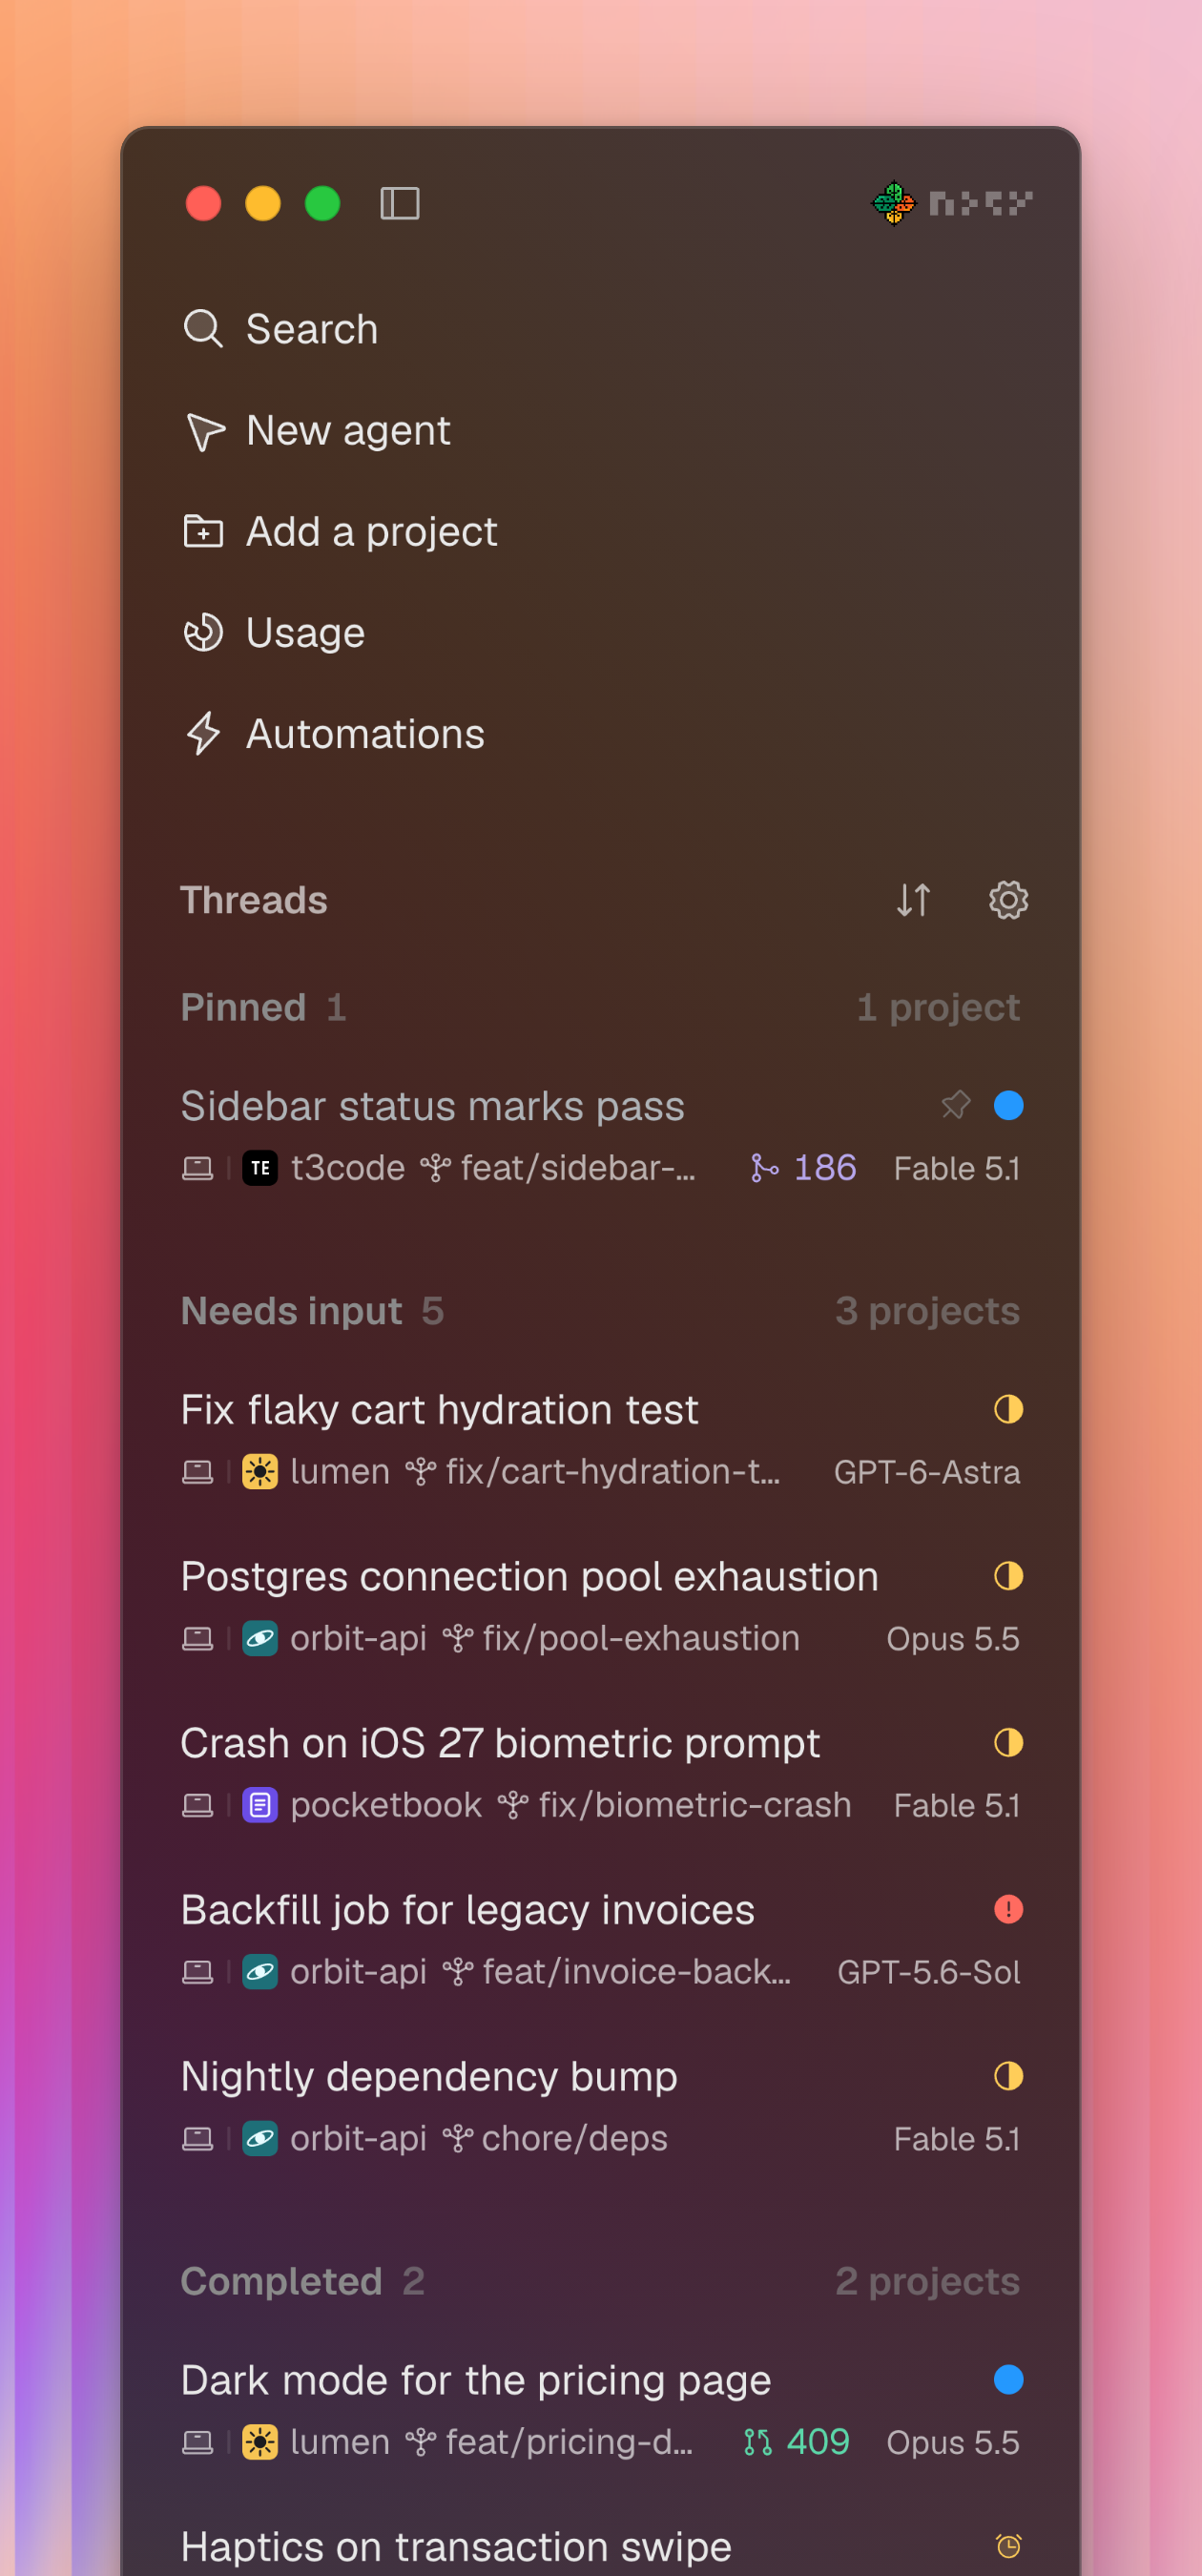 Search
New agent
Add a project
Usage
Automations
Threads
Pinned 1 1 project
Sidebar status marks pass
TE t3code feat/sidebar-... 186 Fable 5.1
Needs input 5 3 projects
Fix flaky cart hydration test
lumen fix/cart-hydration-t... GPT-6-Astra
Postgres connection pool exhaustion
orbit-api fix/pool-exhaustion Opus 5.5
Crash on iOS 27 biometric prompt
pocketbook fix/biometric-crash Fable 5.1
Backfill job for legacy invoices
orbit-api feat/invoice-back... GPT-5.6-Sol
Nightly dependency bump
orbit-api chore/deps Fable 5.1
Completed 2 2 projects
Dark mode for the pricing page
lumen feat/pricing-d... 409 Opus 5.5
Haptics on transaction swipe